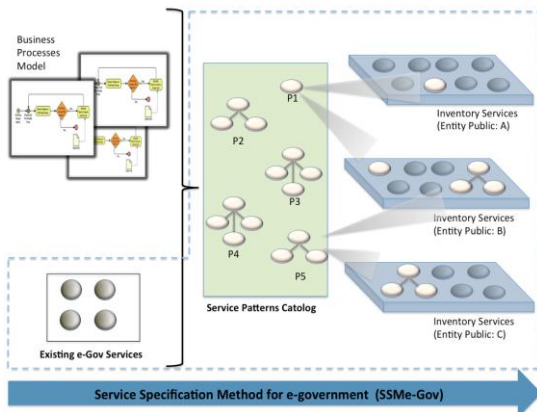 Business
Processes
Model
P1
P2
P3
P4
P5
Service Patterns Catolog
Existing e-Gov Services
Inventory Services
(Entity Public: A)
Inventory Services
(Entity Public: B)
Inventory Services
(Entity Public: C)
Service Specification Method for e-government (SSMe-Gov)